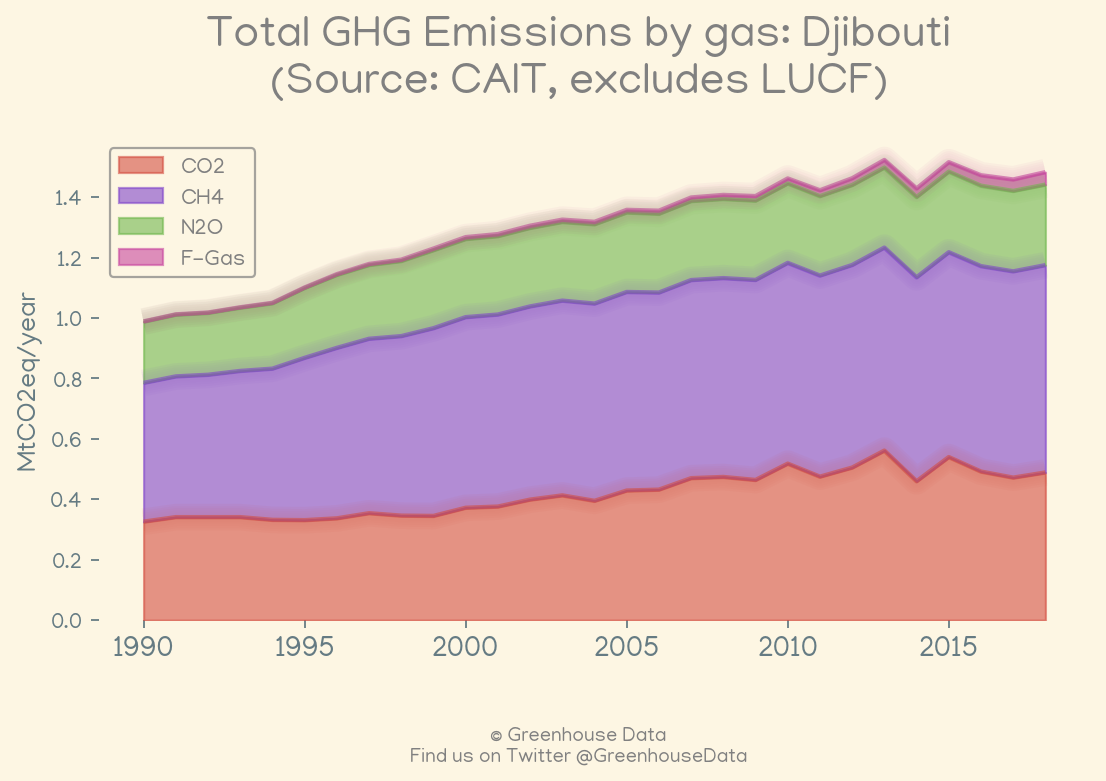 Total GHG Emissions by gas: Djibouti
(Source: CAIT, excludes LUCF)
CO2
CH4
N2O
F-Gas
MtCO2eq/year
1.4
1.2
1.0
0.8
0.6
0.4
0.2
0.0
1990 1995 2000 2005 2010 2015
© Greenhouse Data
Find us on Twitter @GreenhouseData